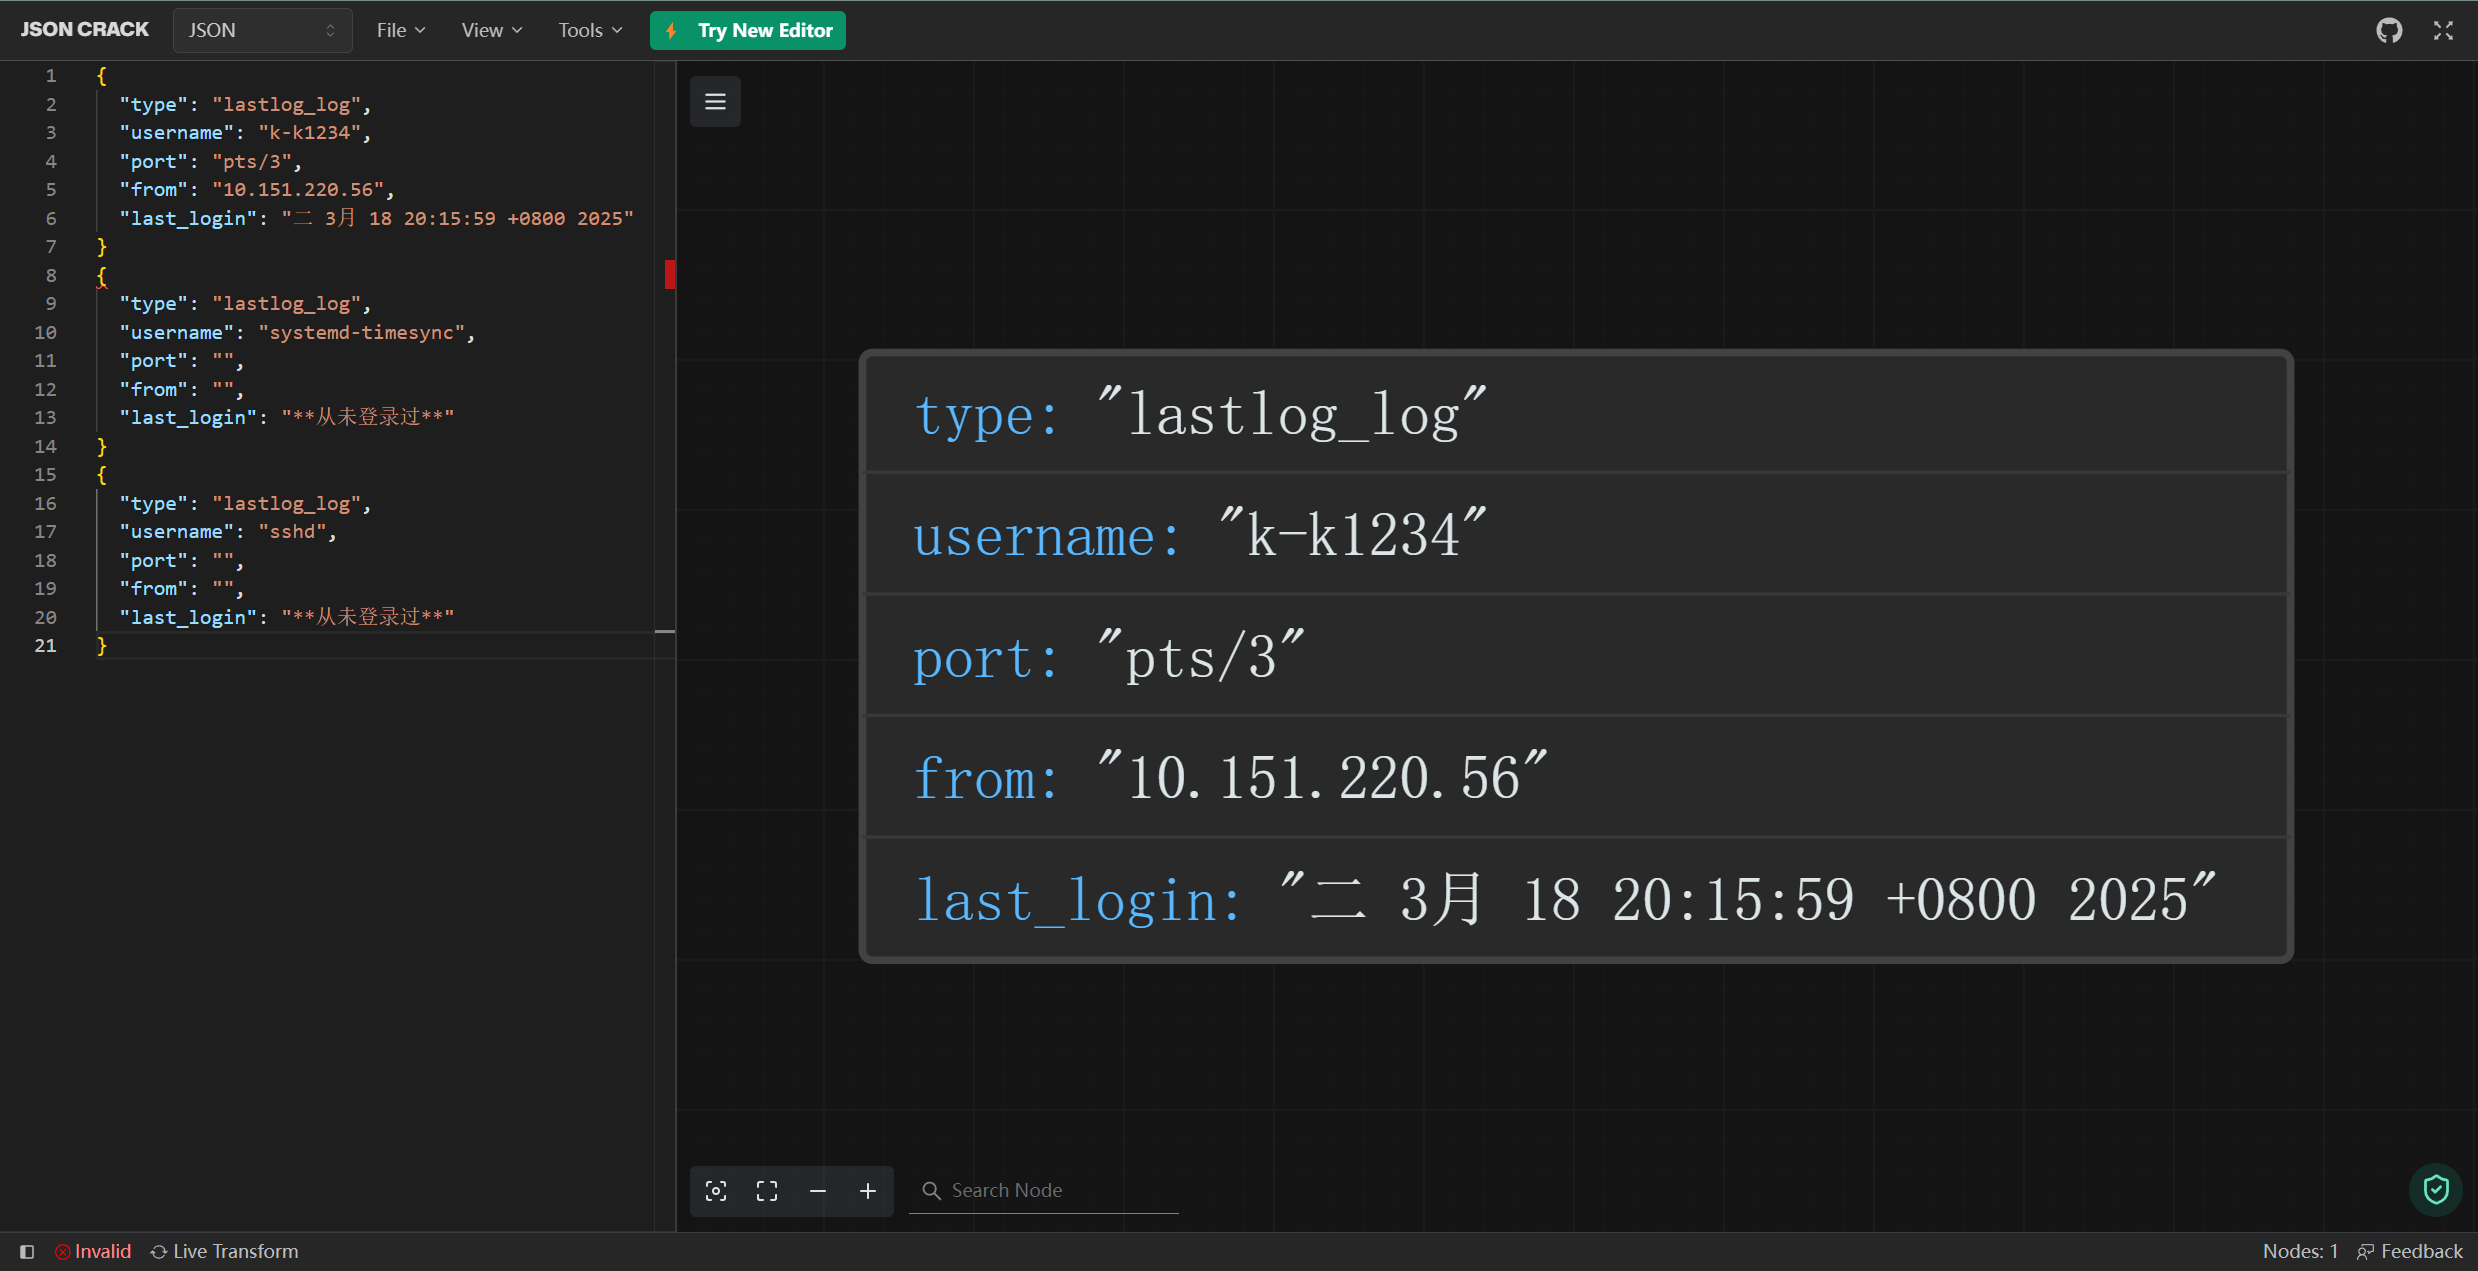 JSON CRACK JSON File View Tools Try New Editor
1 {
2 "type": "lastlog_log",
3 "username": "k-k1234",
4 "port": "pts/3",
5 "from": "10.151.220.56",
6 "last_login": "二 3月 18 20:15:59 +0800 2025"
7 }
8 {
9 "type": "lastlog_log",
10 "username": "systemd-timesync",
11 "port": "",
12 "from": "",
13 "last_login": "**从未登录过**"
14 }
15 {
16 "type": "lastlog_log",
17 "username": "sshd",
18 "port": "",
19 "from": "",
20 "last_login": "**从未登录过**"
21 }
type: "lastlog_log"
username: "k-k1234"
port: "pts/3"
from: "10.151.220.56"
last_login: "二 3月 18 20:15:59 +0800 2025"
Search Node
Invalid Live Transform Nodes: 1 Feedback